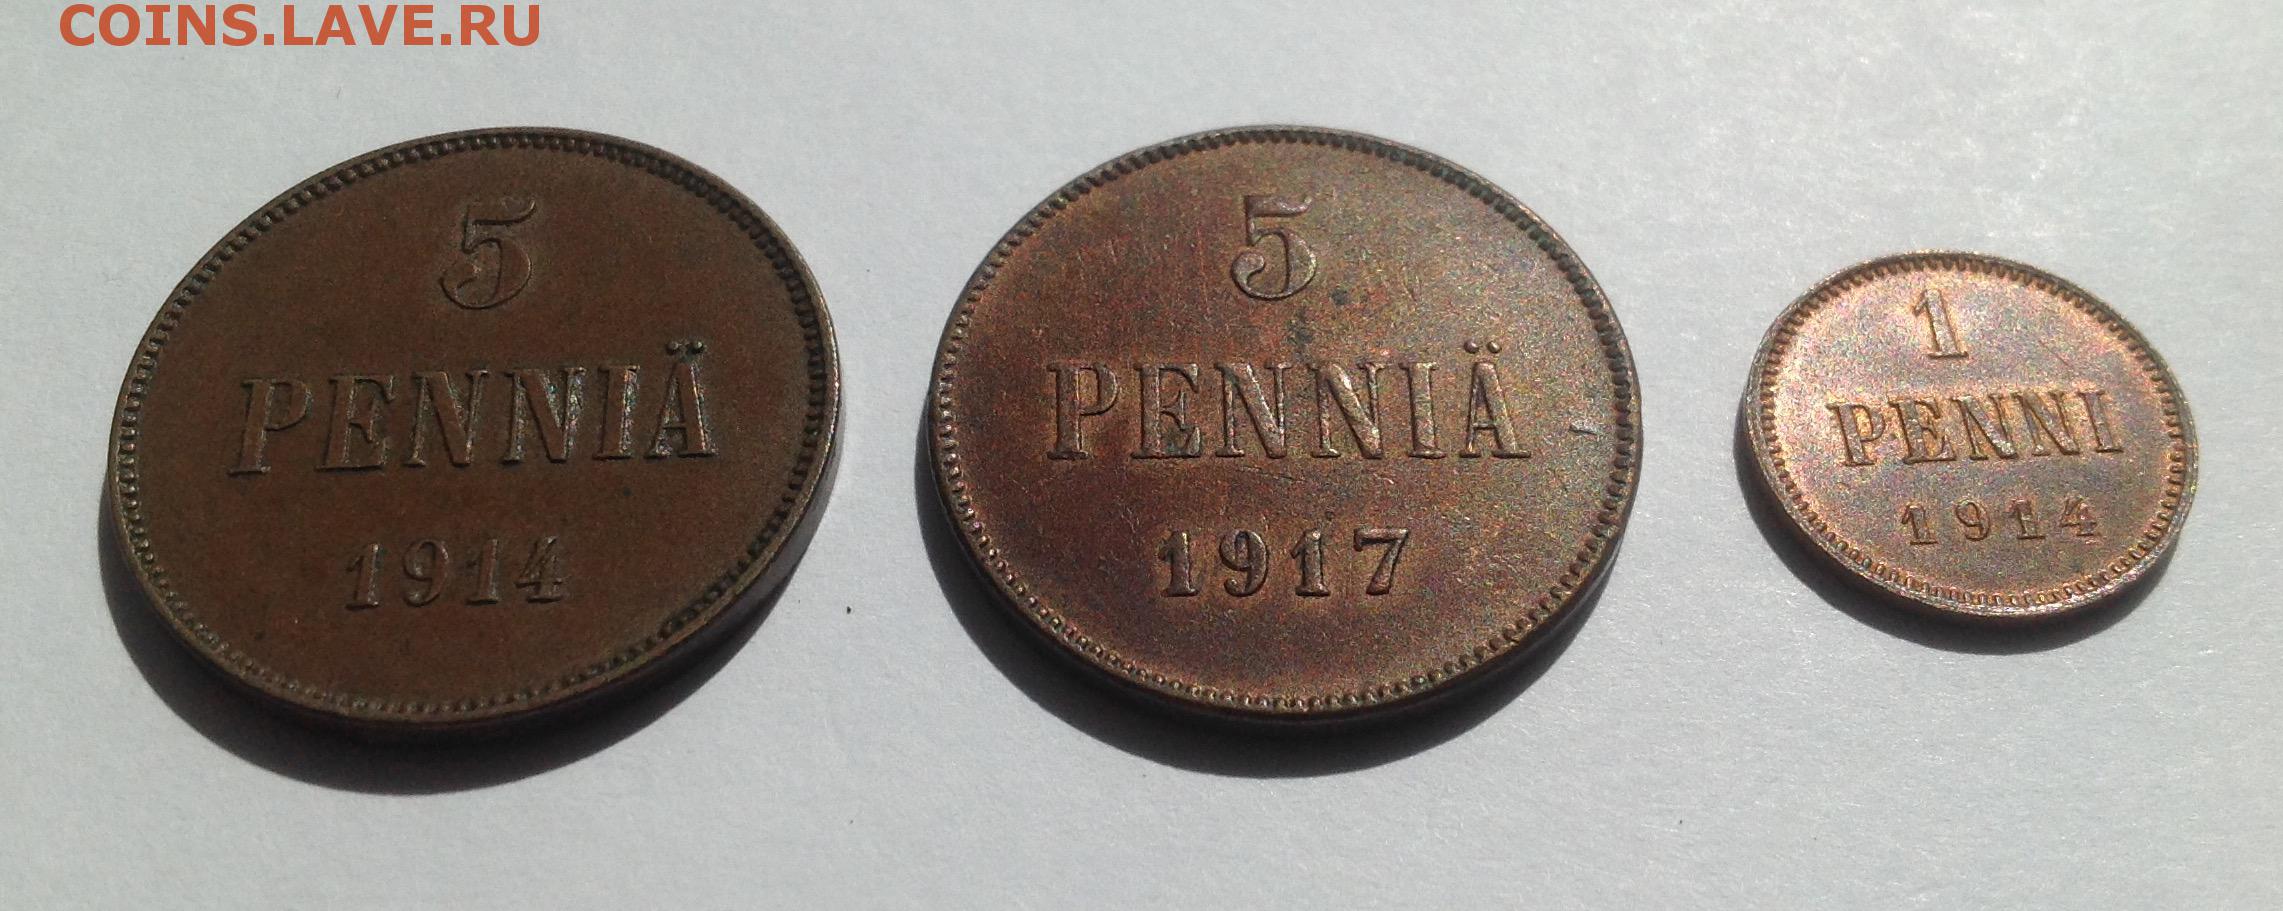 COINS.LAVE.RU
5
PENNIÄ
1914
5
PENNIÄ
1917
1
PENNI
1914